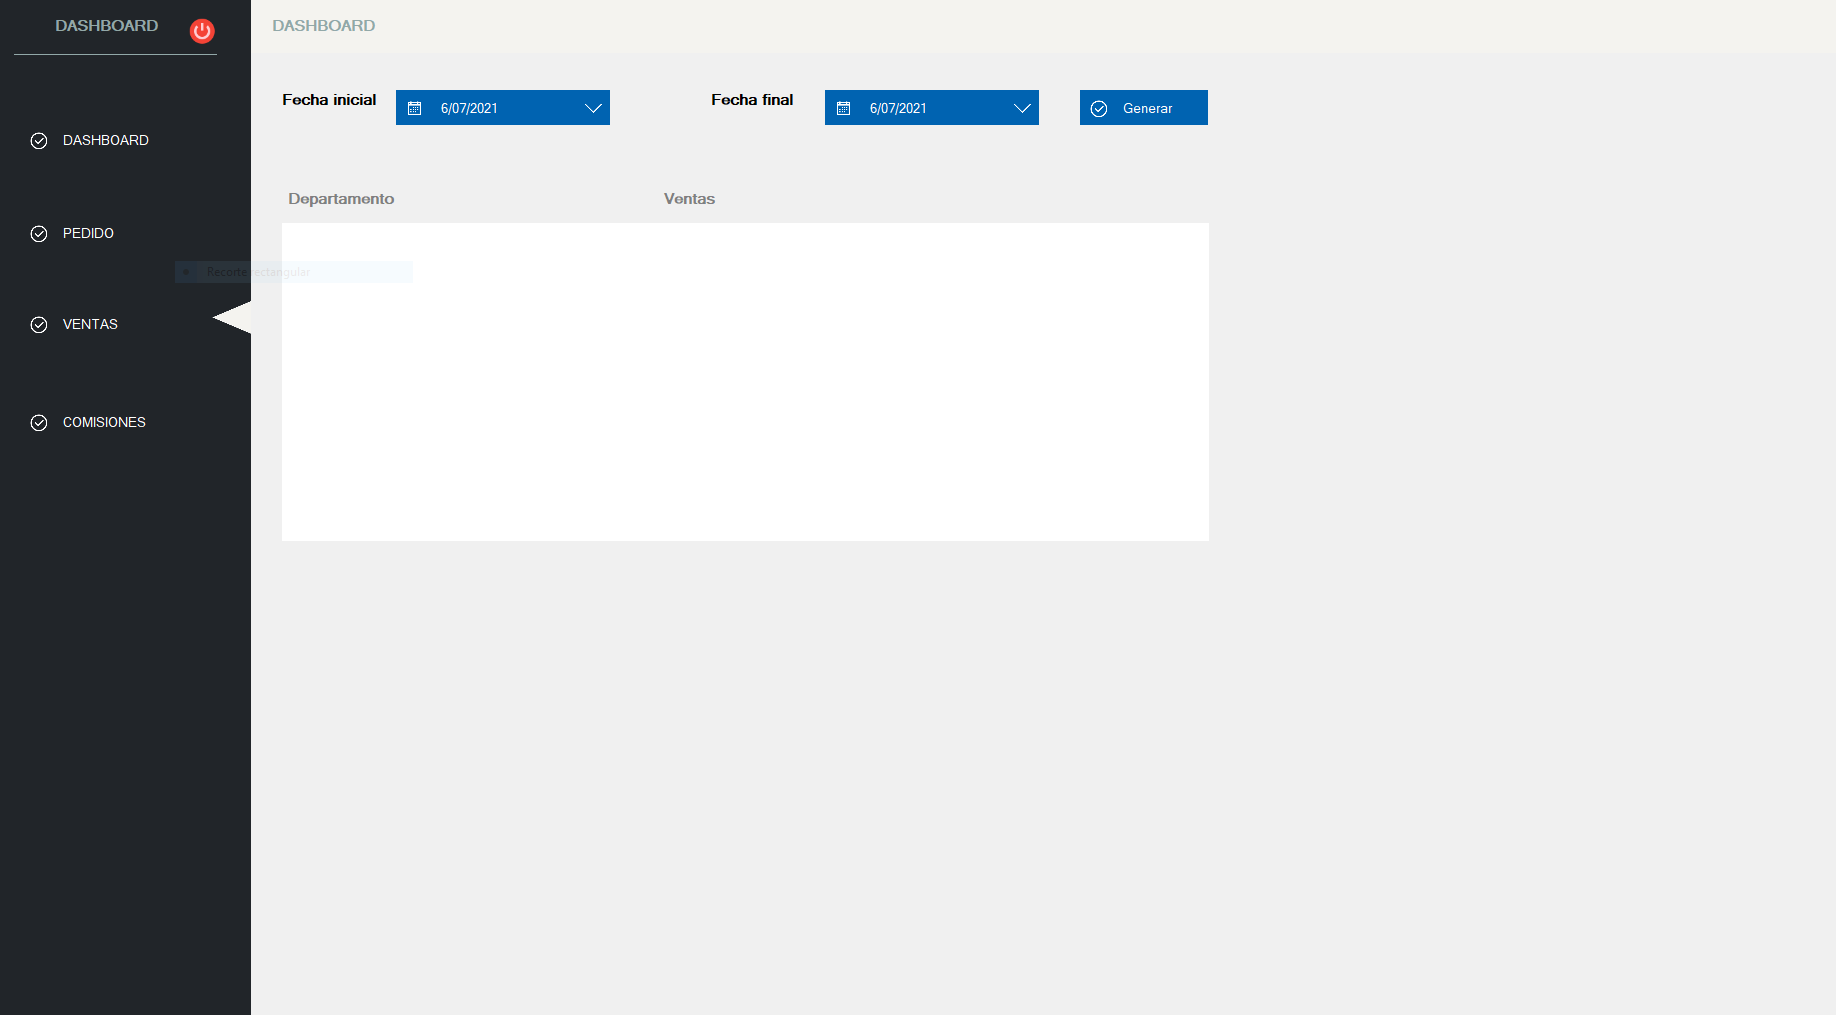 DASHBOARD
DASHBOARD
DASHBOARD
PEDIDO
VENTAS
COMISIONES
Fecha inicial
6/07/2021
Fecha final
6/07/2021
Generar
Departamento
Ventas
Recorte rectangular